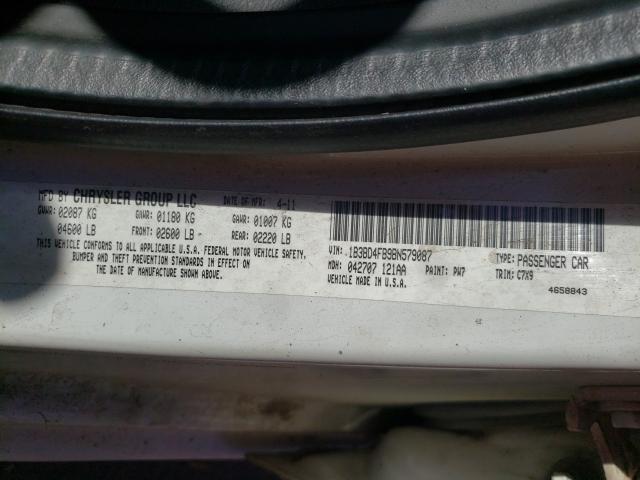 MFD BY CHRYSLER GROUP LLC DATE OF MFR: 4-11
GVWR: 02087 KG GAWR: 01180 KG GAWR: 01007 KG
04600 LB FRONT: 02600 LB REAR: 02220 LB
THIS VEHICLE CONFORMS TO ALL APPLICABLE U.S.A. FEDERAL MOTOR VEHICLE SAFETY,
BUMPER AND THEFT PREVENTION STANDARDS IN EFFECT ON
THE DATE OF MANUFACTURE SHOWN ABOVE.
VIN: 1B3BD4FB9BN579087 TYPE: PASSENGER CAR
MDH: 042707 121AA PAINT: PW7 TRIM: C7X9
VEHICLE MADE IN U.S.A. 4658843